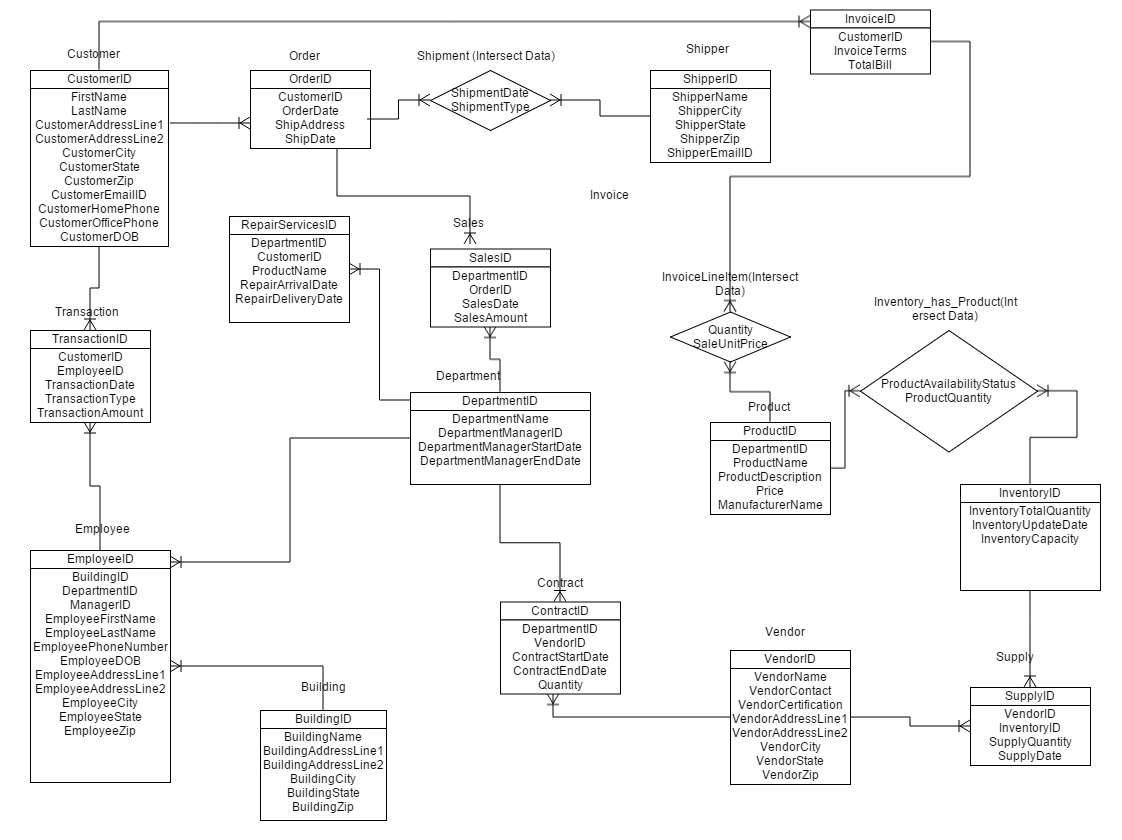 InvoiceID
CustomerID
InvoiceTerms
TotalBill
Customer
CustomerID
FirstName
LastName
CustomerAddressLine1
CustomerAddressLine2
CustomerCity
CustomerState
CustomerZip
CustomerEmailID
CustomerHomePhone
CustomerOfficePhone
CustomerDOB
Order
OrderID
CustomerID
OrderDate
ShipAddress
ShipDate
Shipment (Intersect Data)
ShipmentDate
ShipmentType
Shipper
ShipperID
ShipperName
ShipperCity
ShipperState
ShipperZip
ShipperEmailID
Invoice
RepairServicesID
DepartmentID
CustomerID
ProductName
RepairArrivalDate
RepairDeliveryDate
Sales
SalesID
DepartmentID
OrderID
SalesDate
SalesAmount
InvoiceLineItem(Intersect
Data)
Quantity
SaleUnitPrice
Inventory_has_Product(Int
ersect Data)
ProductAvailabilityStatus
ProductQuantity
Transaction
TransactionID
CustomerID
EmployeeID
TransactionDate
TransactionType
TransactionAmount
Department
DepartmentID
DepartmentName
DepartmentManagerID
DepartmentManagerStartDate
DepartmentManagerEndDate
Product
ProductID
DepartmentID
ProductName
ProductDescription
Price
ManufacturerName
InventoryID
InventoryTotalQuantity
InventoryUpdateDate
InventoryCapacity
Employee
EmployeeID
BuildingID
DepartmentID
ManagerID
EmployeeFirstName
EmployeeLastName
EmployeePhoneNumber
EmployeeDOB
EmployeeAddressLine1
EmployeeAddressLine2
EmployeeCity
EmployeeState
EmployeeZip
Building
BuildingID
BuildingName
BuildingAddressLine1
BuildingAddressLine2
BuildingCity
BuildingState
BuildingZip
Contract
ContractID
DepartmentID
VendorID
ContractStartDate
ContractEndDate
Quantity
Vendor
VendorID
VendorName
VendorContact
VendorCertification
VendorAddressLine1
VendorAddressLine2
VendorCity
VendorState
VendorZip
Supply
SupplyID
VendorID
InventoryID
SupplyQuantity
SupplyDate